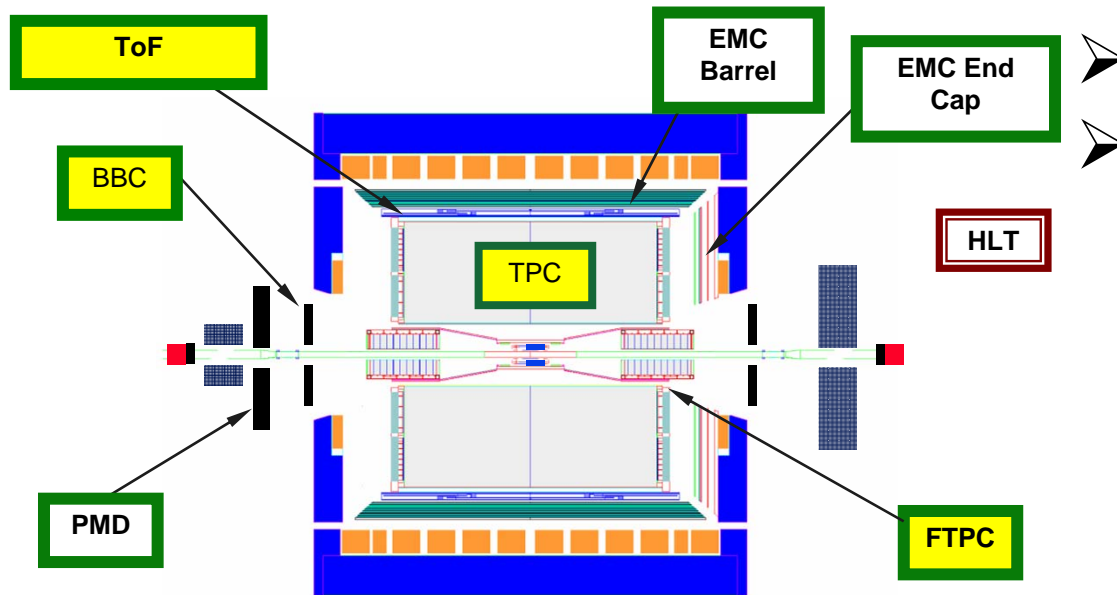 ToF
EMC
Barrel
EMC End
Cap
BBC
TPC
HLT
PMD
FTPC